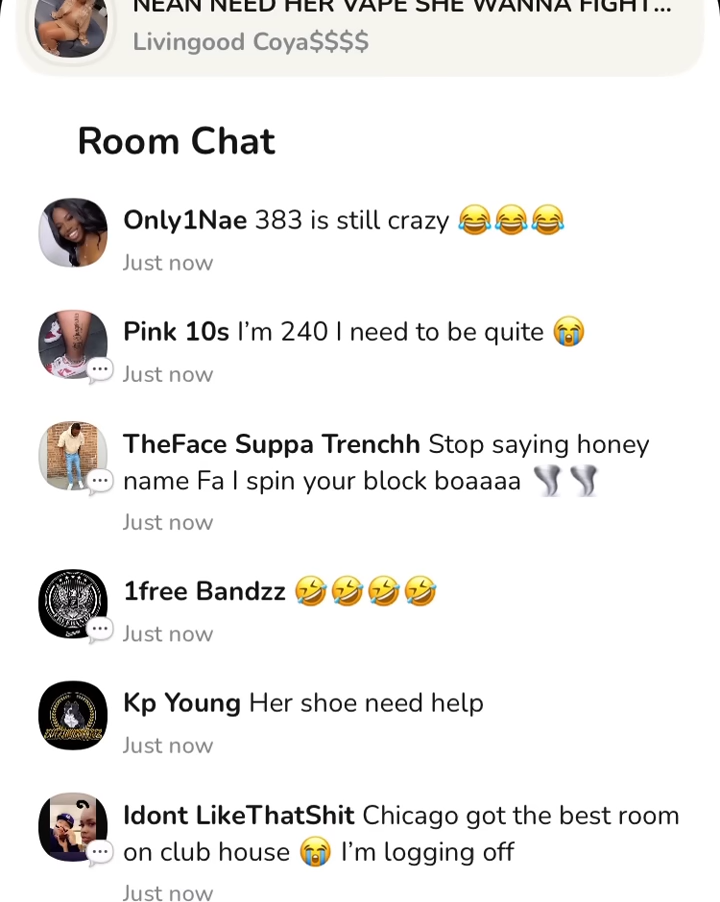 NEAN NEED HER VAPE SHE WANNA FIGHT...
Livingood Coya$$$$
Room Chat
Only1Nae 383 is still crazy 😂😂😂
Just now
Pink 10s I'm 240 I need to be quite 😭
Just now
TheFace Suppa Trenchh Stop saying honey
name Fa I spin your block boaaaa 🌪️🌪️
Just now
1free Bandzz 🤣🤣🤣🤣
Just now
Kp Young Her shoe need help
Just now
Idont LikeThatShit Chicago got the best room
on club house 😭 I'm logging off
Just now